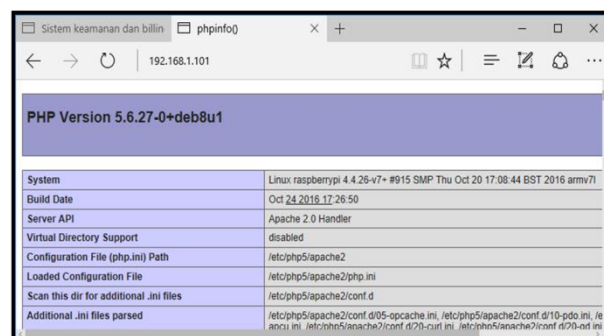 Sistem keamanan dan billin
phpinfo()
192.168.1.101
PHP Version 5.6.27-0+deb8u1
System Linux raspberrypi 4.4.26-v7+ #915 SMP Thu Oct 20 17:08:44 BST 2016 armv7l
Build Date Oct 24 2016 17:26:50
Server API Apache 2.0 Handler
Virtual Directory Support disabled
Configuration File (php.ini) Path /etc/php5/apache2
Loaded Configuration File /etc/php5/apache2/php.ini
Scan this dir for additional .ini files /etc/php5/apache2/conf.d
Additional .ini files parsed /etc/php5/apache2/conf.d/05-opcache.ini, /etc/php5/apache2/conf.d/10-pdo.ini, /e
apcu.ini, /etc/php5/apache2/conf.d/20-curl.ini, /etc/php5/apache2/conf.d/20-gd.ini